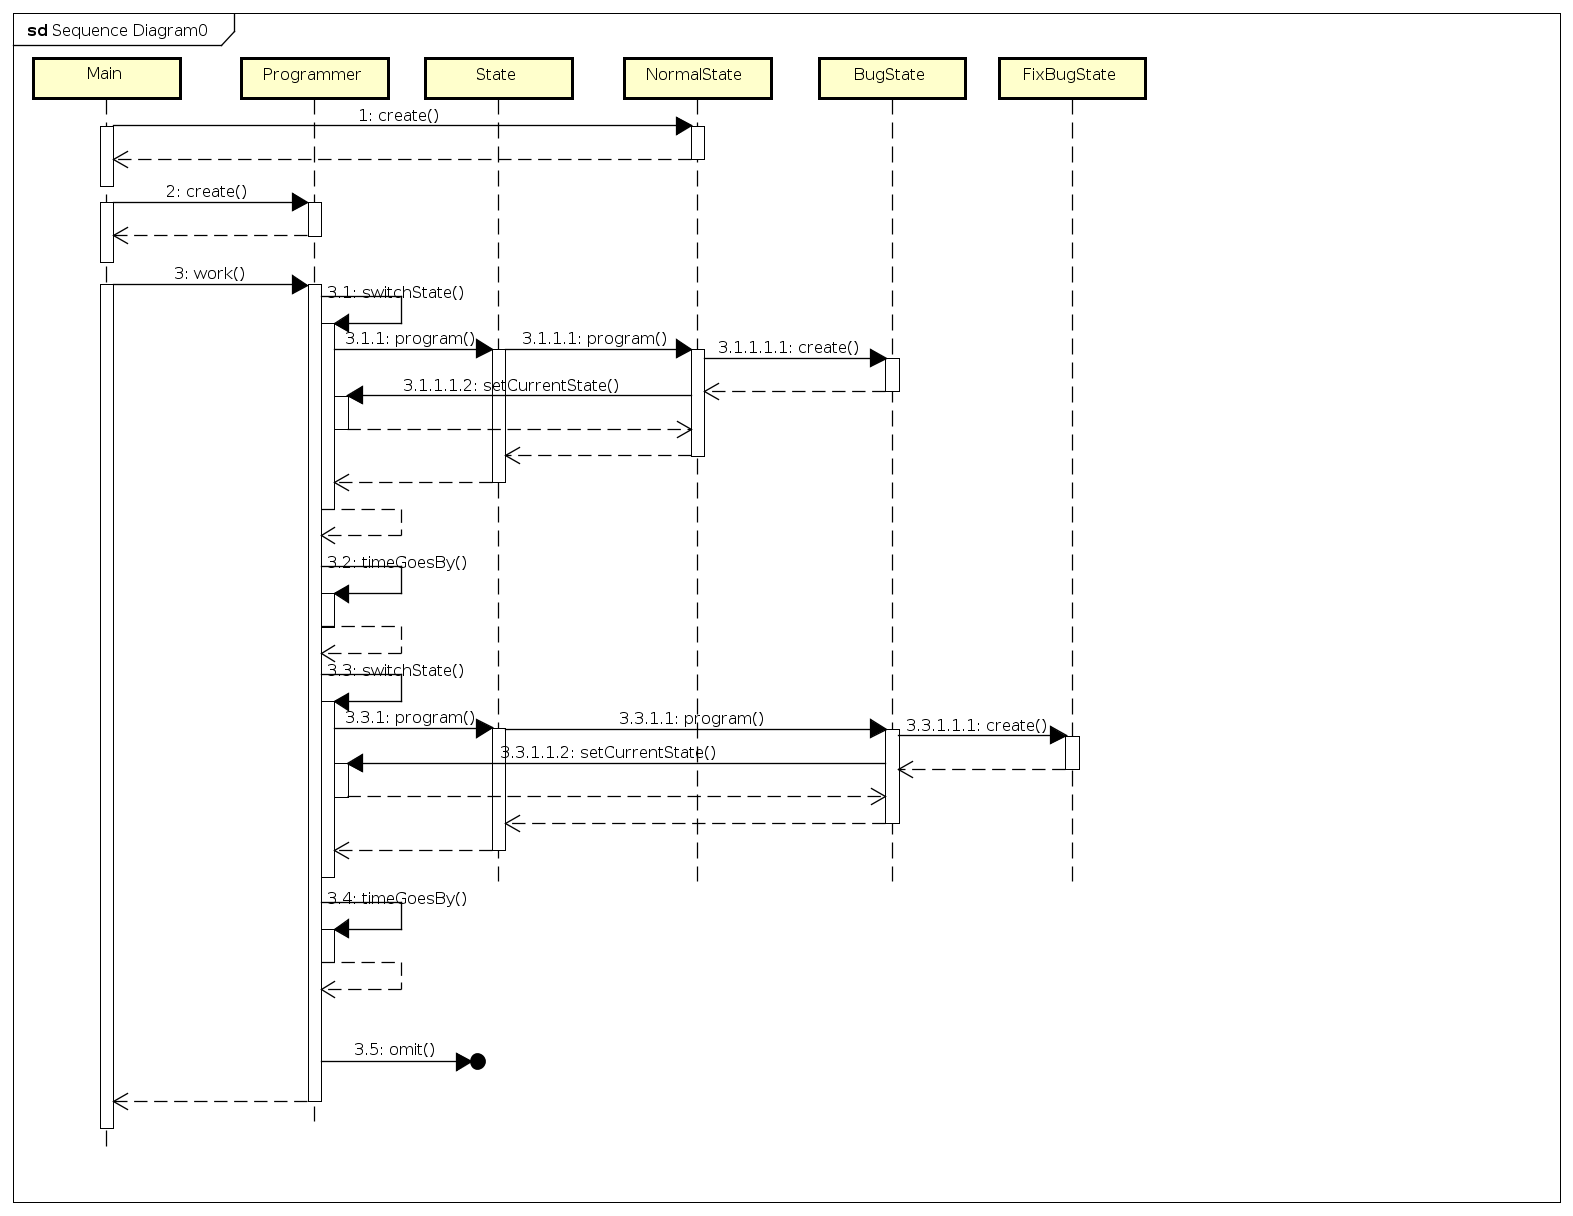 sd Sequence Diagram0
Main
Programmer
State
NormalState
BugState
FixBugState
1: create()
2: create()
3: work()
3.1: switchState()
3.1.1: program()
3.1.1.1: program()
3.1.1.1.1: create()
3.1.1.1.2: setCurrentState()
3.2: timeGoesBy()
3.3: switchState()
3.3.1: program()
3.3.1.1: program()
3.3.1.1.1: create()
3.3.1.1.2: setCurrentState()
3.4: timeGoesBy()
3.5: omit()